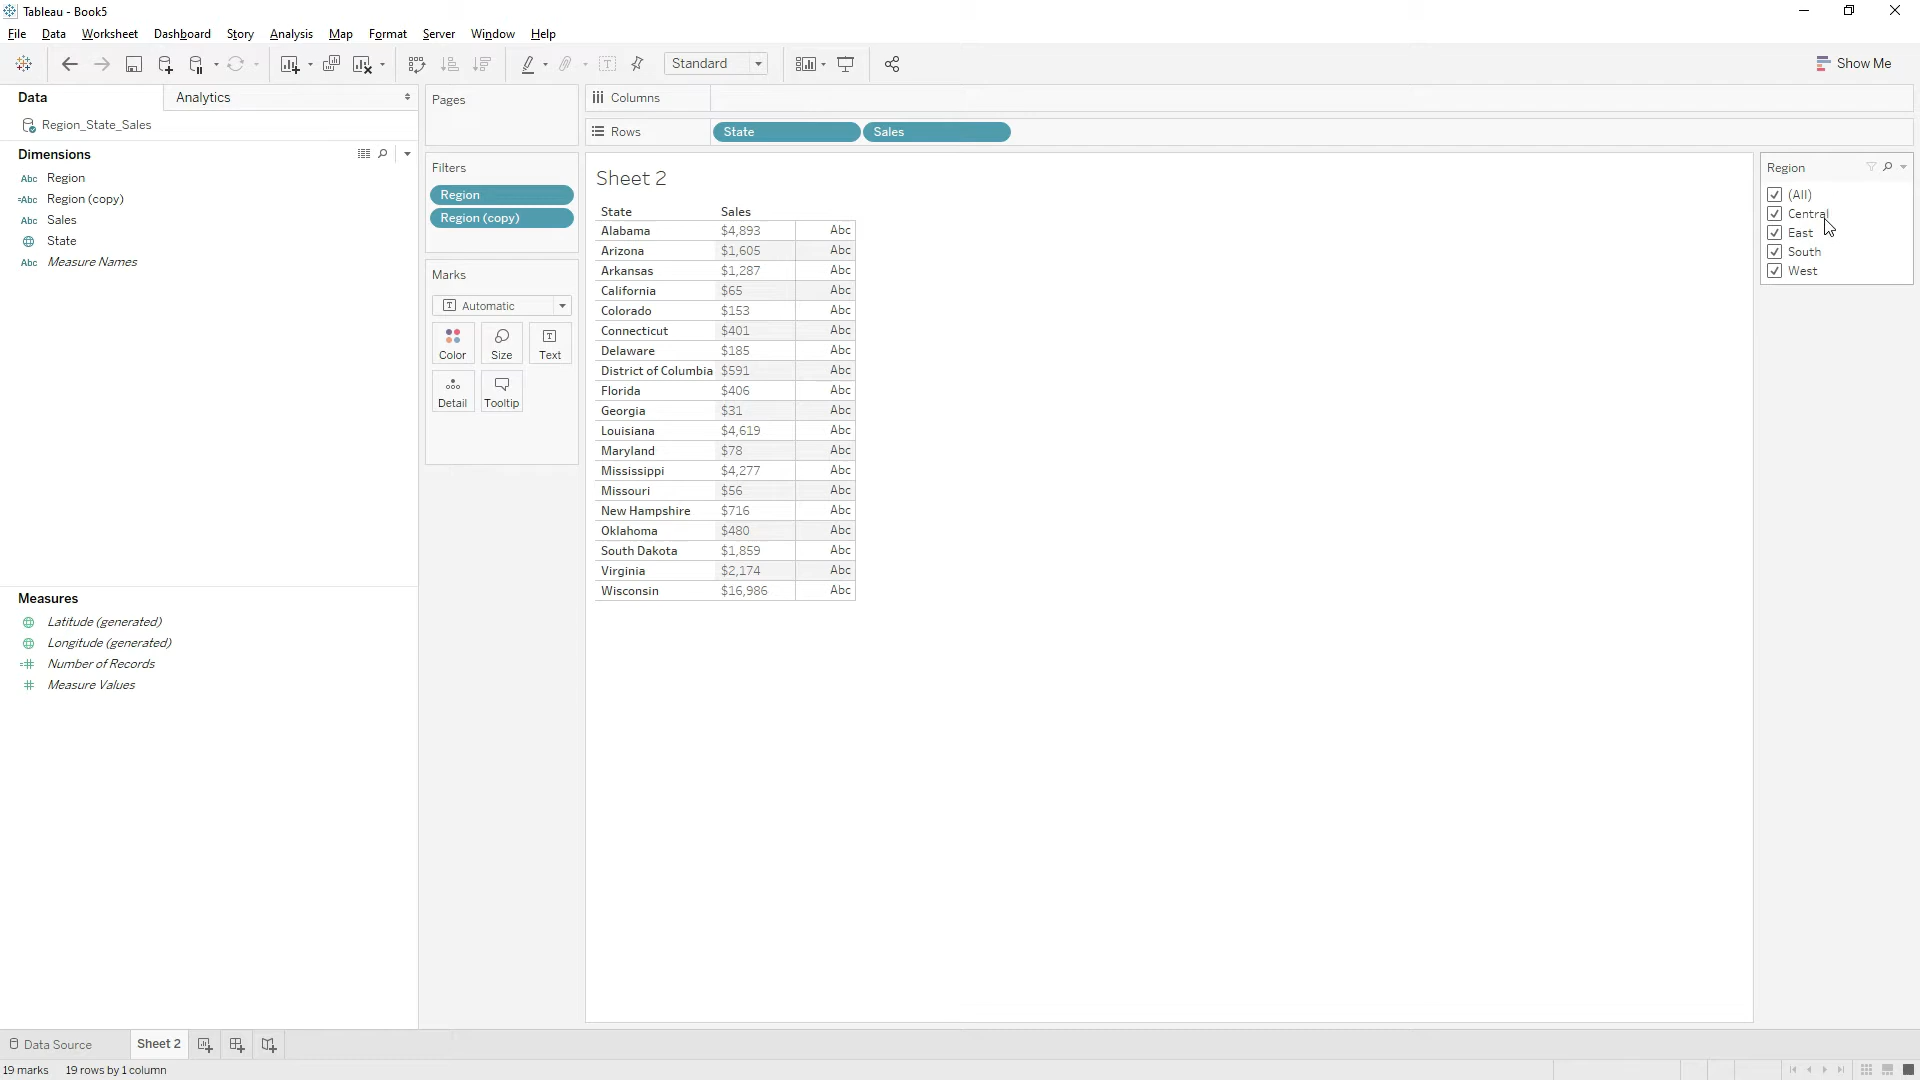 Tableau - Book5
File Data Worksheet Dashboard Story Analysis Map Format Server Window Help
Standard
Show Me
Data
Analytics
Region_State_Sales
Dimensions
Abc Region
=Abc Region (copy)
Abc Sales
State
Abc Measure Names
Measures
Latitude (generated)
Longitude (generated)
=# Number of Records
# Measure Values
Pages
Filters
Region
Region (copy)
Marks
T Automatic
Color Size Text
Detail Tooltip
Columns
Rows State Sales
Sheet 2
State Sales
Alabama $4,893 Abc
Arizona $1,605 Abc
Arkansas $1,287 Abc
California $65 Abc
Colorado $153 Abc
Connecticut $401 Abc
Delaware $185 Abc
District of Columbia $591 Abc
Florida $406 Abc
Georgia $31 Abc
Louisiana $4,619 Abc
Maryland $78 Abc
Mississippi $4,277 Abc
Missouri $56 Abc
New Hampshire $716 Abc
Oklahoma $480 Abc
South Dakota $1,859 Abc
Virginia $2,174 Abc
Wisconsin $16,986 Abc
Region
(All)
Central
East
South
West
Data Source
Sheet 2
19 marks 19 rows by 1 column